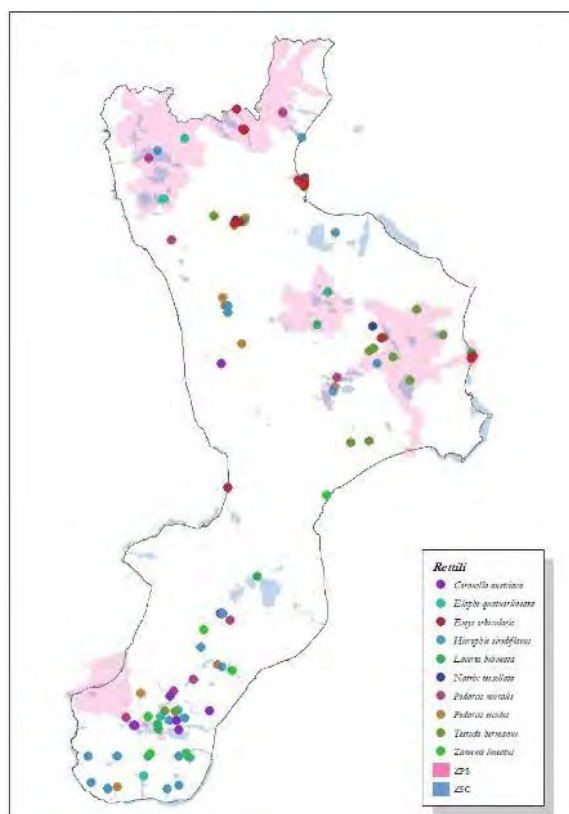 Rettili
Coronella austriaca
Elaphe quatuorlineata
Emys orbicularis
Hierophis viridiflavus
Lacerta bilineata
Natrix tessellata
Podarcis muralis
Podarcis siculus
Testudo hermanni
Zamenis lineatus
ZPS
ZSC